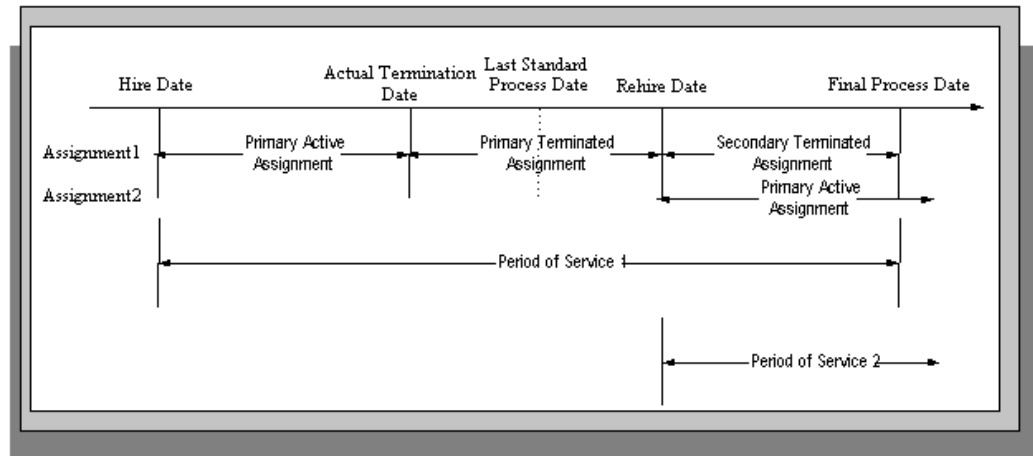 Hire Date
Actual Termination
Date
Last Standard
Process Date
Rehire Date
Final Process Date
Assignment1
Primary Active
Assignment
Primary Terminated
Assignment
Secondary Terminated
Assignment
Assignment2
Primary Active
Assignment
Period of Service 1
Period of Service 2